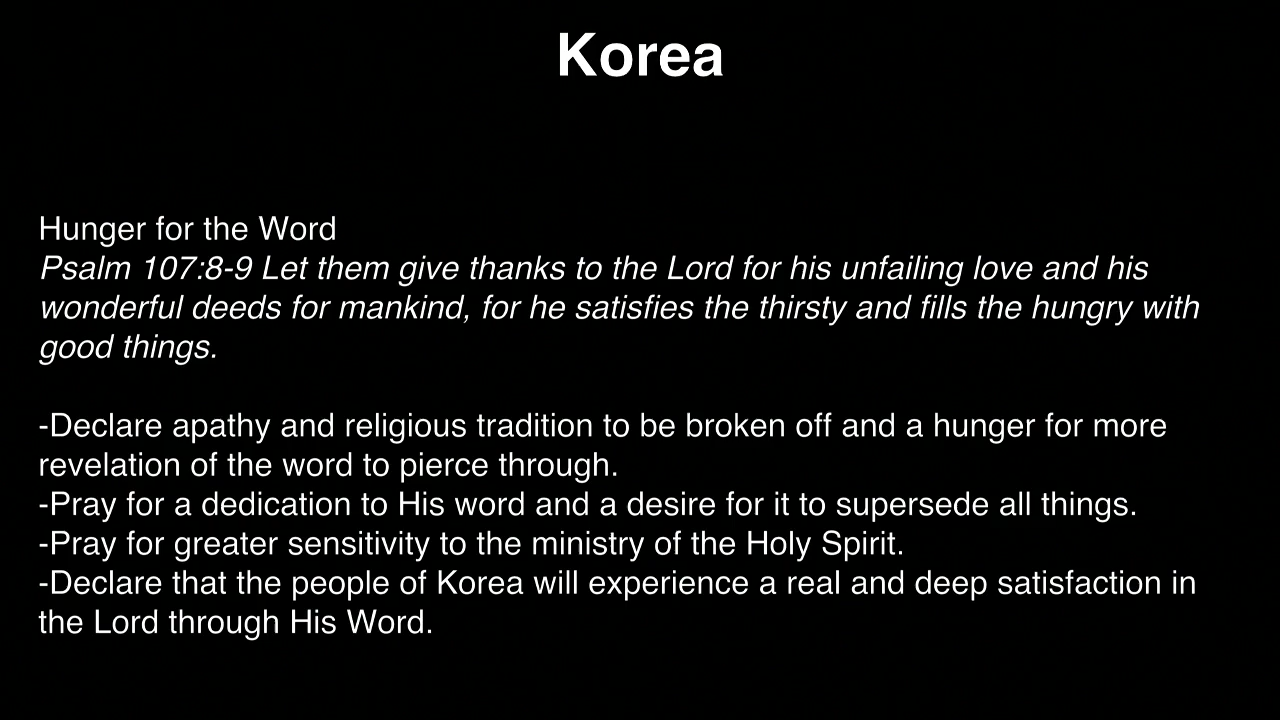 Korea
Hunger for the Word
Psalm 107:8-9 Let them give thanks to the Lord for his unfailing love and his
wonderful deeds for mankind, for he satisfies the thirsty and fills the hungry with
good things.
-Declare apathy and religious tradition to be broken off and a hunger for more
revelation of the word to pierce through.
-Pray for a dedication to His word and a desire for it to supersede all things.
-Pray for greater sensitivity to the ministry of the Holy Spirit.
-Declare that the people of Korea will experience a real and deep satisfaction in
the Lord through His Word.